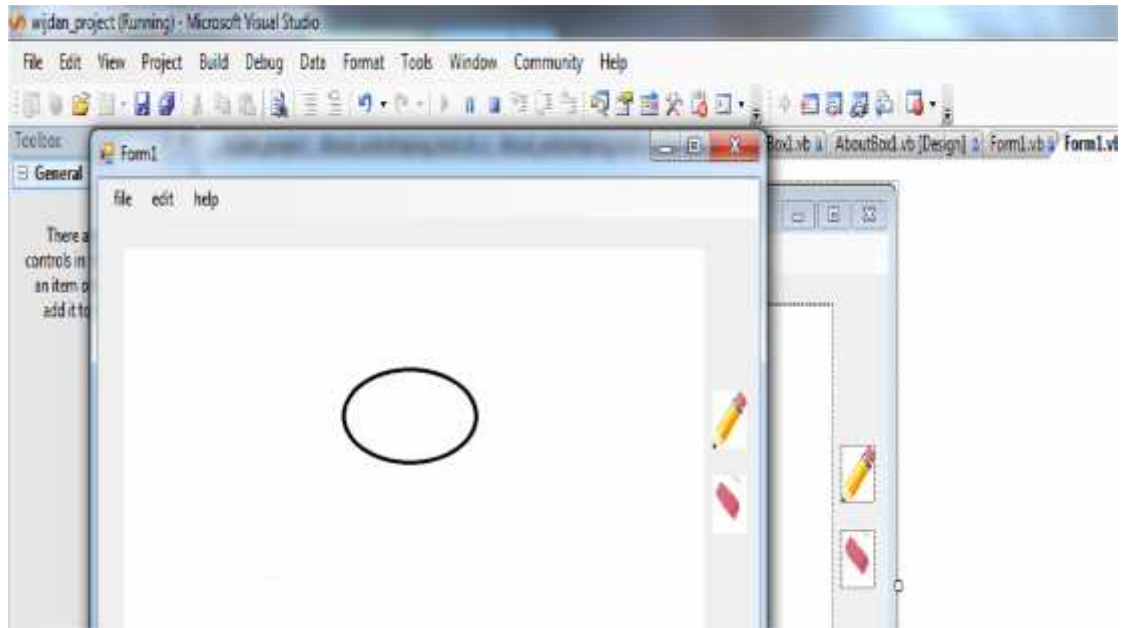 wijdan_project (Running) - Microsoft Visual Studio
File Edit View Project Build Debug Data Format Tools Window Community Help
Toolbox
Form1
Box1.vb AboutBox1.vb [Design] Form1.vb Form1.vb
General
file edit help
There a
controls in
an item o
add it to